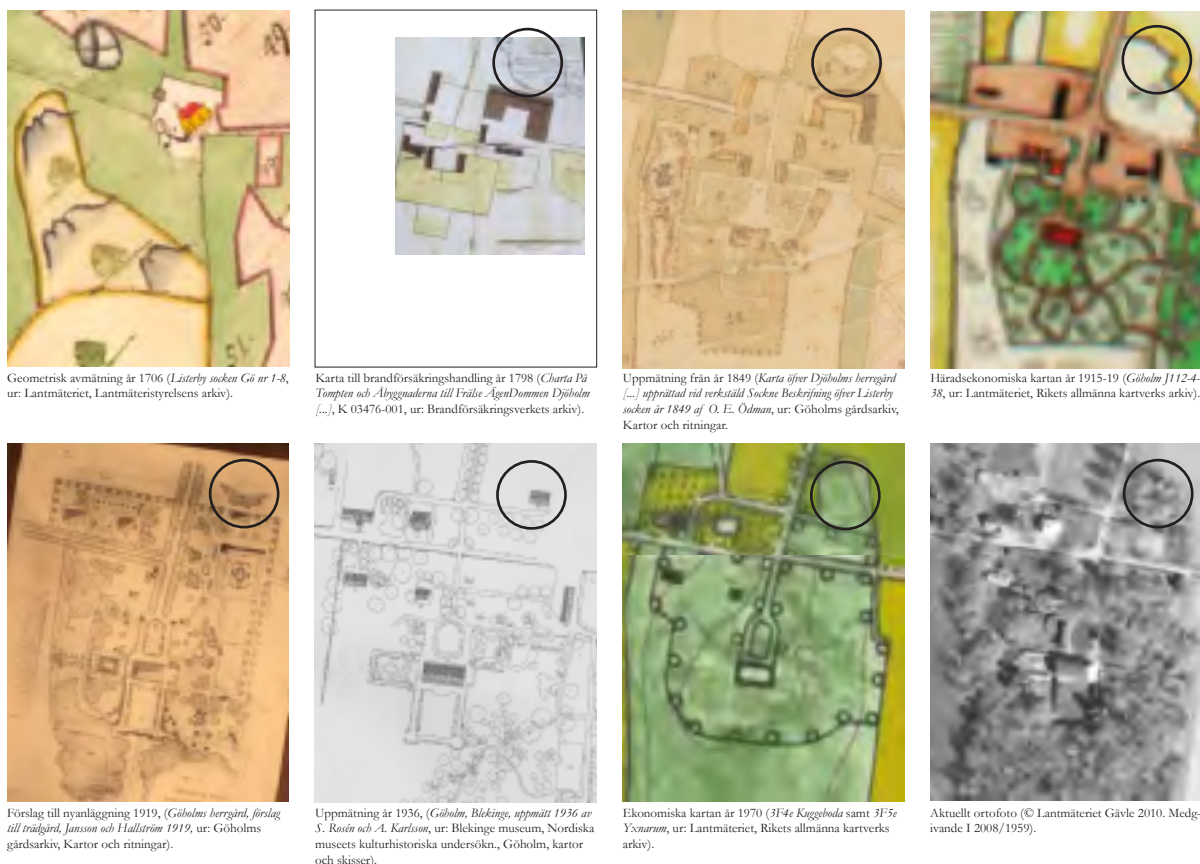 Geometrisk avmätning år 1706 (Listerby socken Gö nr 1-8,
ur: Lantmäteriet, Lantmäteristyrelsens arkiv).
Karta till brandförsäkringshandling år 1798 (Charta På
Tompten och Åbyggnaderna till Frälse ÄgenDommen Djöholm
[...], K 03476-001, ur: Brandförsäkringsverkets arkiv).
Uppmätning från år 1849 (Karta öfver Djöholms herregård
[...] upprättad vid verkstäld Sockne Beskrifning öfver Listerby
socken år 1849 af O. E. Ödman, ur: Göholms gårdsarkiv,
Kartor och ritningar.
Häradsekonomiska kartan år 1915-19 (Göholm J112-4-
38, ur: Lantmäteriet, Rikets allmänna kartverks arkiv).
Förslag till nyanläggning 1919, (Göholms herrgård, förslag
till trädgård, Jansson och Hallström 1919, ur: Göholms
gårdsarkiv, Kartor och ritningar).
Uppmätning år 1936, (Göholm, Blekinge, uppmätt 1936 av
S. Rosén och A. Karlsson, ur: Blekinge museum, Nordiska
museets kulturhistoriska undersökn., Göholm, kartor
och skisser).
Ekonomiska kartan år 1970 (3F4e Kuggeboda samt 3F5e
Yxnarum, ur: Lantmäteriet, Rikets allmänna kartverks
arkiv).
Aktuellt ortofoto (© Lantmäteriet Gävle 2010. Medg-
ivande I 2008/1959).